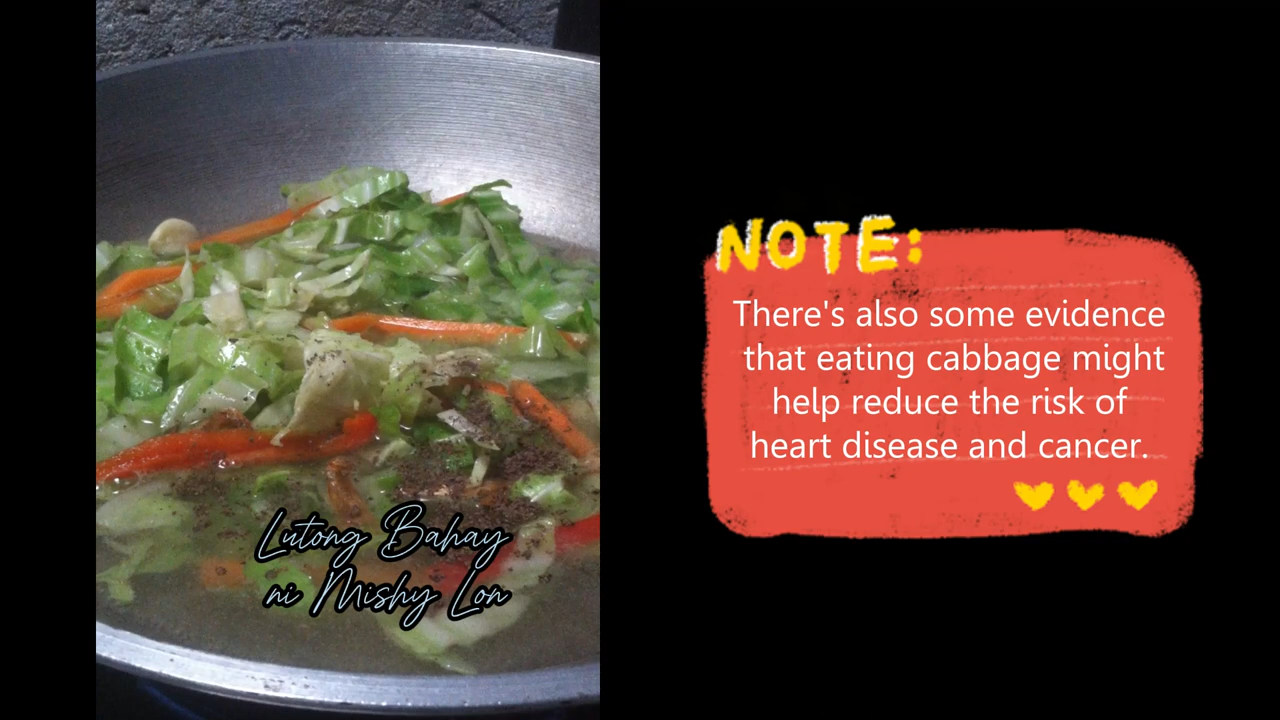 Lutong Bahay
ni Mishy Lon
NOTE:
There's also some evidence
that eating cabbage might
help reduce the risk of
heart disease and cancer.